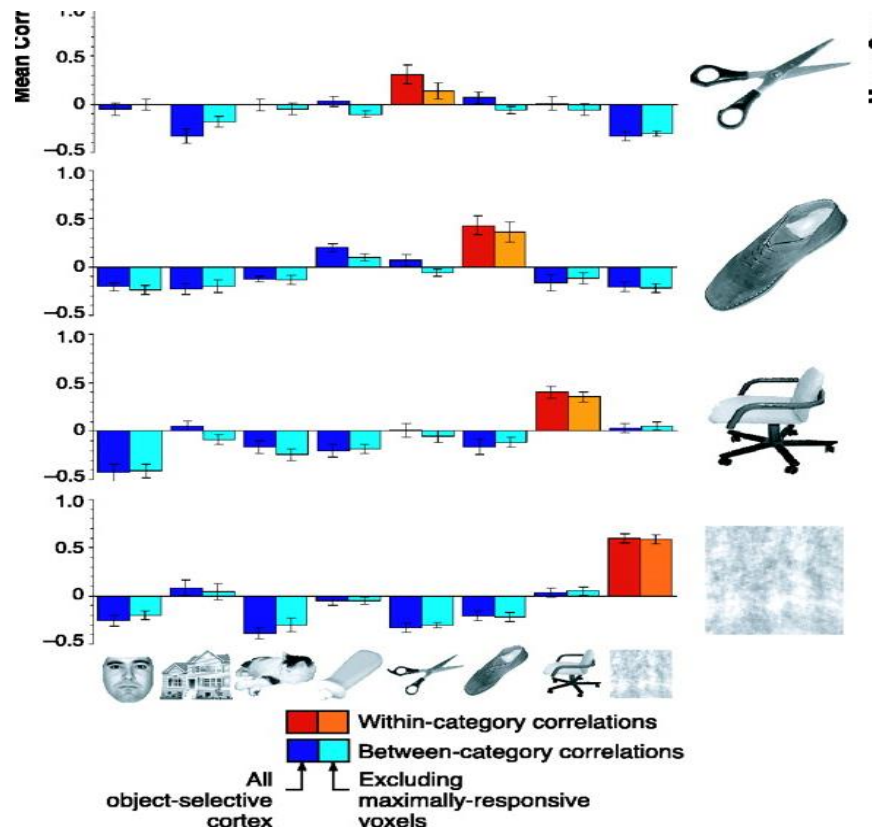 Mean Corr
1.0
0.5
0
−0.5
1.0
0.5
0
−0.5
1.0
0.5
0
−0.5
1.0
0.5
0
−0.5
Within-category correlations
Between-category correlations
All
object-selective
cortex
Excluding
maximally-responsive
voxels